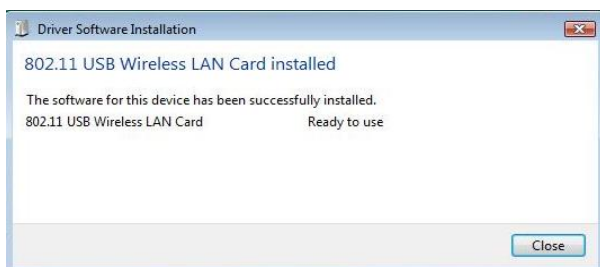 Driver Software Installation
802.11 USB Wireless LAN Card installed
The software for this device has been successfully installed.
802.11 USB Wireless LAN Card Ready to use
Close